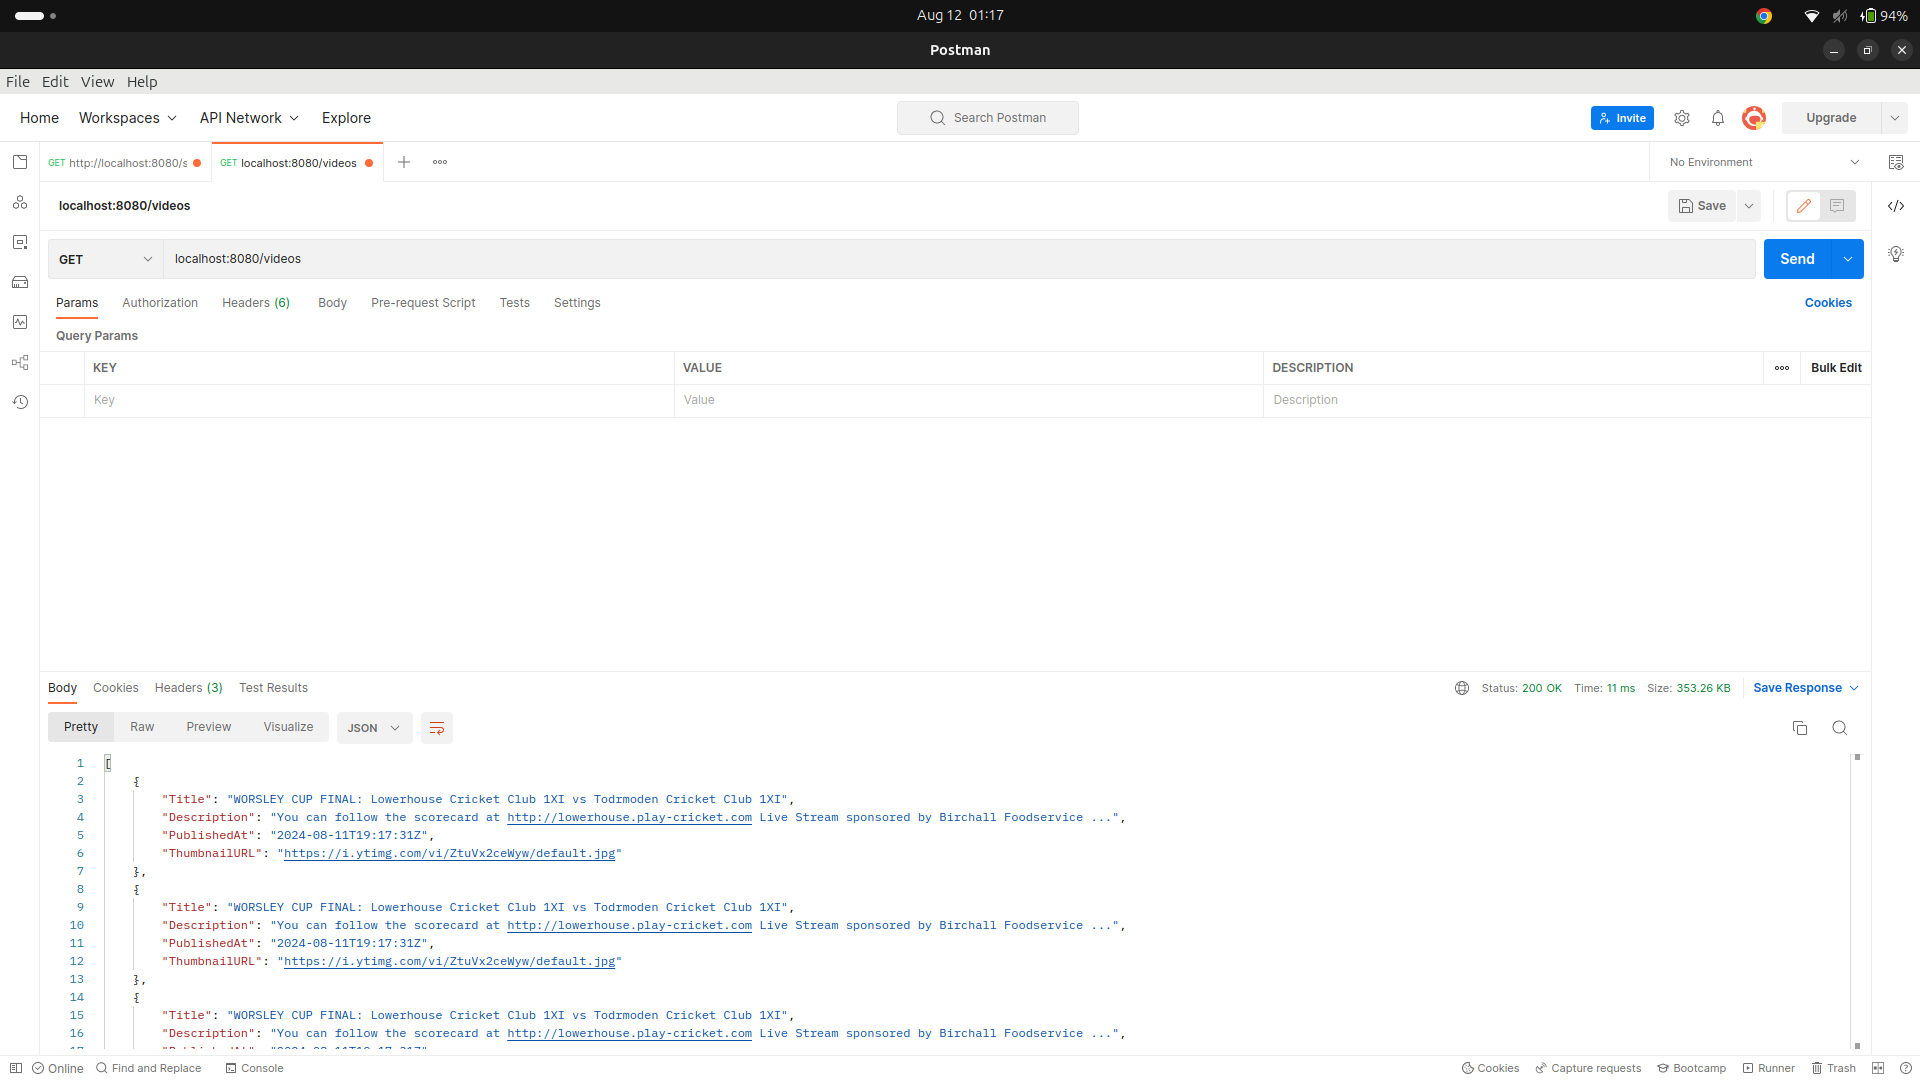 Aug 12 01:17
94%
Postman
File Edit View Help
Home Workspaces API Network Explore
Search Postman
Invite
Upgrade
GET http://localhost:8080/s
GET localhost:8080/videos
No Environment
localhost:8080/videos
Save
GET localhost:8080/videos
Send
Params Authorization Headers (6) Body Pre-request Script Tests Settings
Cookies
Query Params
KEY VALUE DESCRIPTION
Bulk Edit
Key Value Description
Body Cookies Headers (3) Test Results
Status: 200 OK Time: 11 ms Size: 353.26 KB
Save Response
Pretty Raw Preview Visualize JSON
1 [
2 {
3 "Title": "WORSLEY CUP FINAL: Lowerhouse Cricket Club 1XI vs Todrmoden Cricket Club 1XI",
4 "Description": "You can follow the scorecard at http://lowerhouse.play-cricket.com Live Stream sponsored by Birchall Foodservice ...",
5 "PublishedAt": "2024-08-11T19:17:31Z",
6 "ThumbnailURL": "https://i.ytimg.com/vi/ZtuVx2ceWyw/default.jpg"
7 },
8 {
9 "Title": "WORSLEY CUP FINAL: Lowerhouse Cricket Club 1XI vs Todrmoden Cricket Club 1XI",
10 "Description": "You can follow the scorecard at http://lowerhouse.play-cricket.com Live Stream sponsored by Birchall Foodservice ...",
11 "PublishedAt": "2024-08-11T19:17:31Z",
12 "ThumbnailURL": "https://i.ytimg.com/vi/ZtuVx2ceWyw/default.jpg"
13 },
14 {
15 "Title": "WORSLEY CUP FINAL: Lowerhouse Cricket Club 1XI vs Todrmoden Cricket Club 1XI",
16 "Description": "You can follow the scorecard at http://lowerhouse.play-cricket.com Live Stream sponsored by Birchall Foodservice ...",
Online Find and Replace Console
Cookies Capture requests Bootcamp Runner Trash